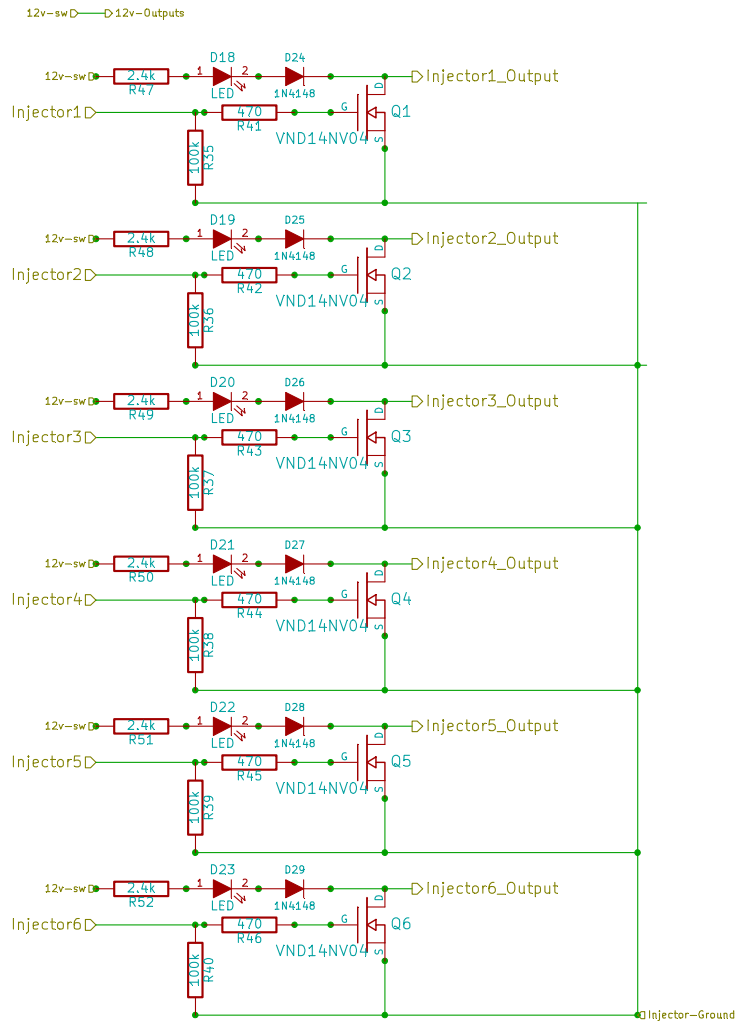 12v-sw 12v-Outputs
D18 D24
12v-sw 2.4k 1 2 D Injector1_Output
R47 LED 1N4148
Injector1 470 G Q1
R41 VND14NV04 S
100k R35
D19 D25
12v-sw 2.4k 1 2 D Injector2_Output
R48 LED 1N4148
Injector2 470 G Q2
R42 VND14NV04 S
100k R36
D20 D26
12v-sw 2.4k 1 2 D Injector3_Output
R49 LED 1N4148
Injector3 470 G Q3
R43 VND14NV04 S
100k R37
D21 D27
12v-sw 2.4k 1 2 D Injector4_Output
R50 LED 1N4148
Injector4 470 G Q4
R44 VND14NV04 S
100k R38
D22 D28
12v-sw 2.4k 1 2 D Injector5_Output
R51 LED 1N4148
Injector5 470 G Q5
R45 VND14NV04 S
100k R39
D23 D29
12v-sw 2.4k 1 2 D Injector6_Output
R52 LED 1N4148
Injector6 470 G Q6
R46 VND14NV04 S
100k R40
Injector-Ground